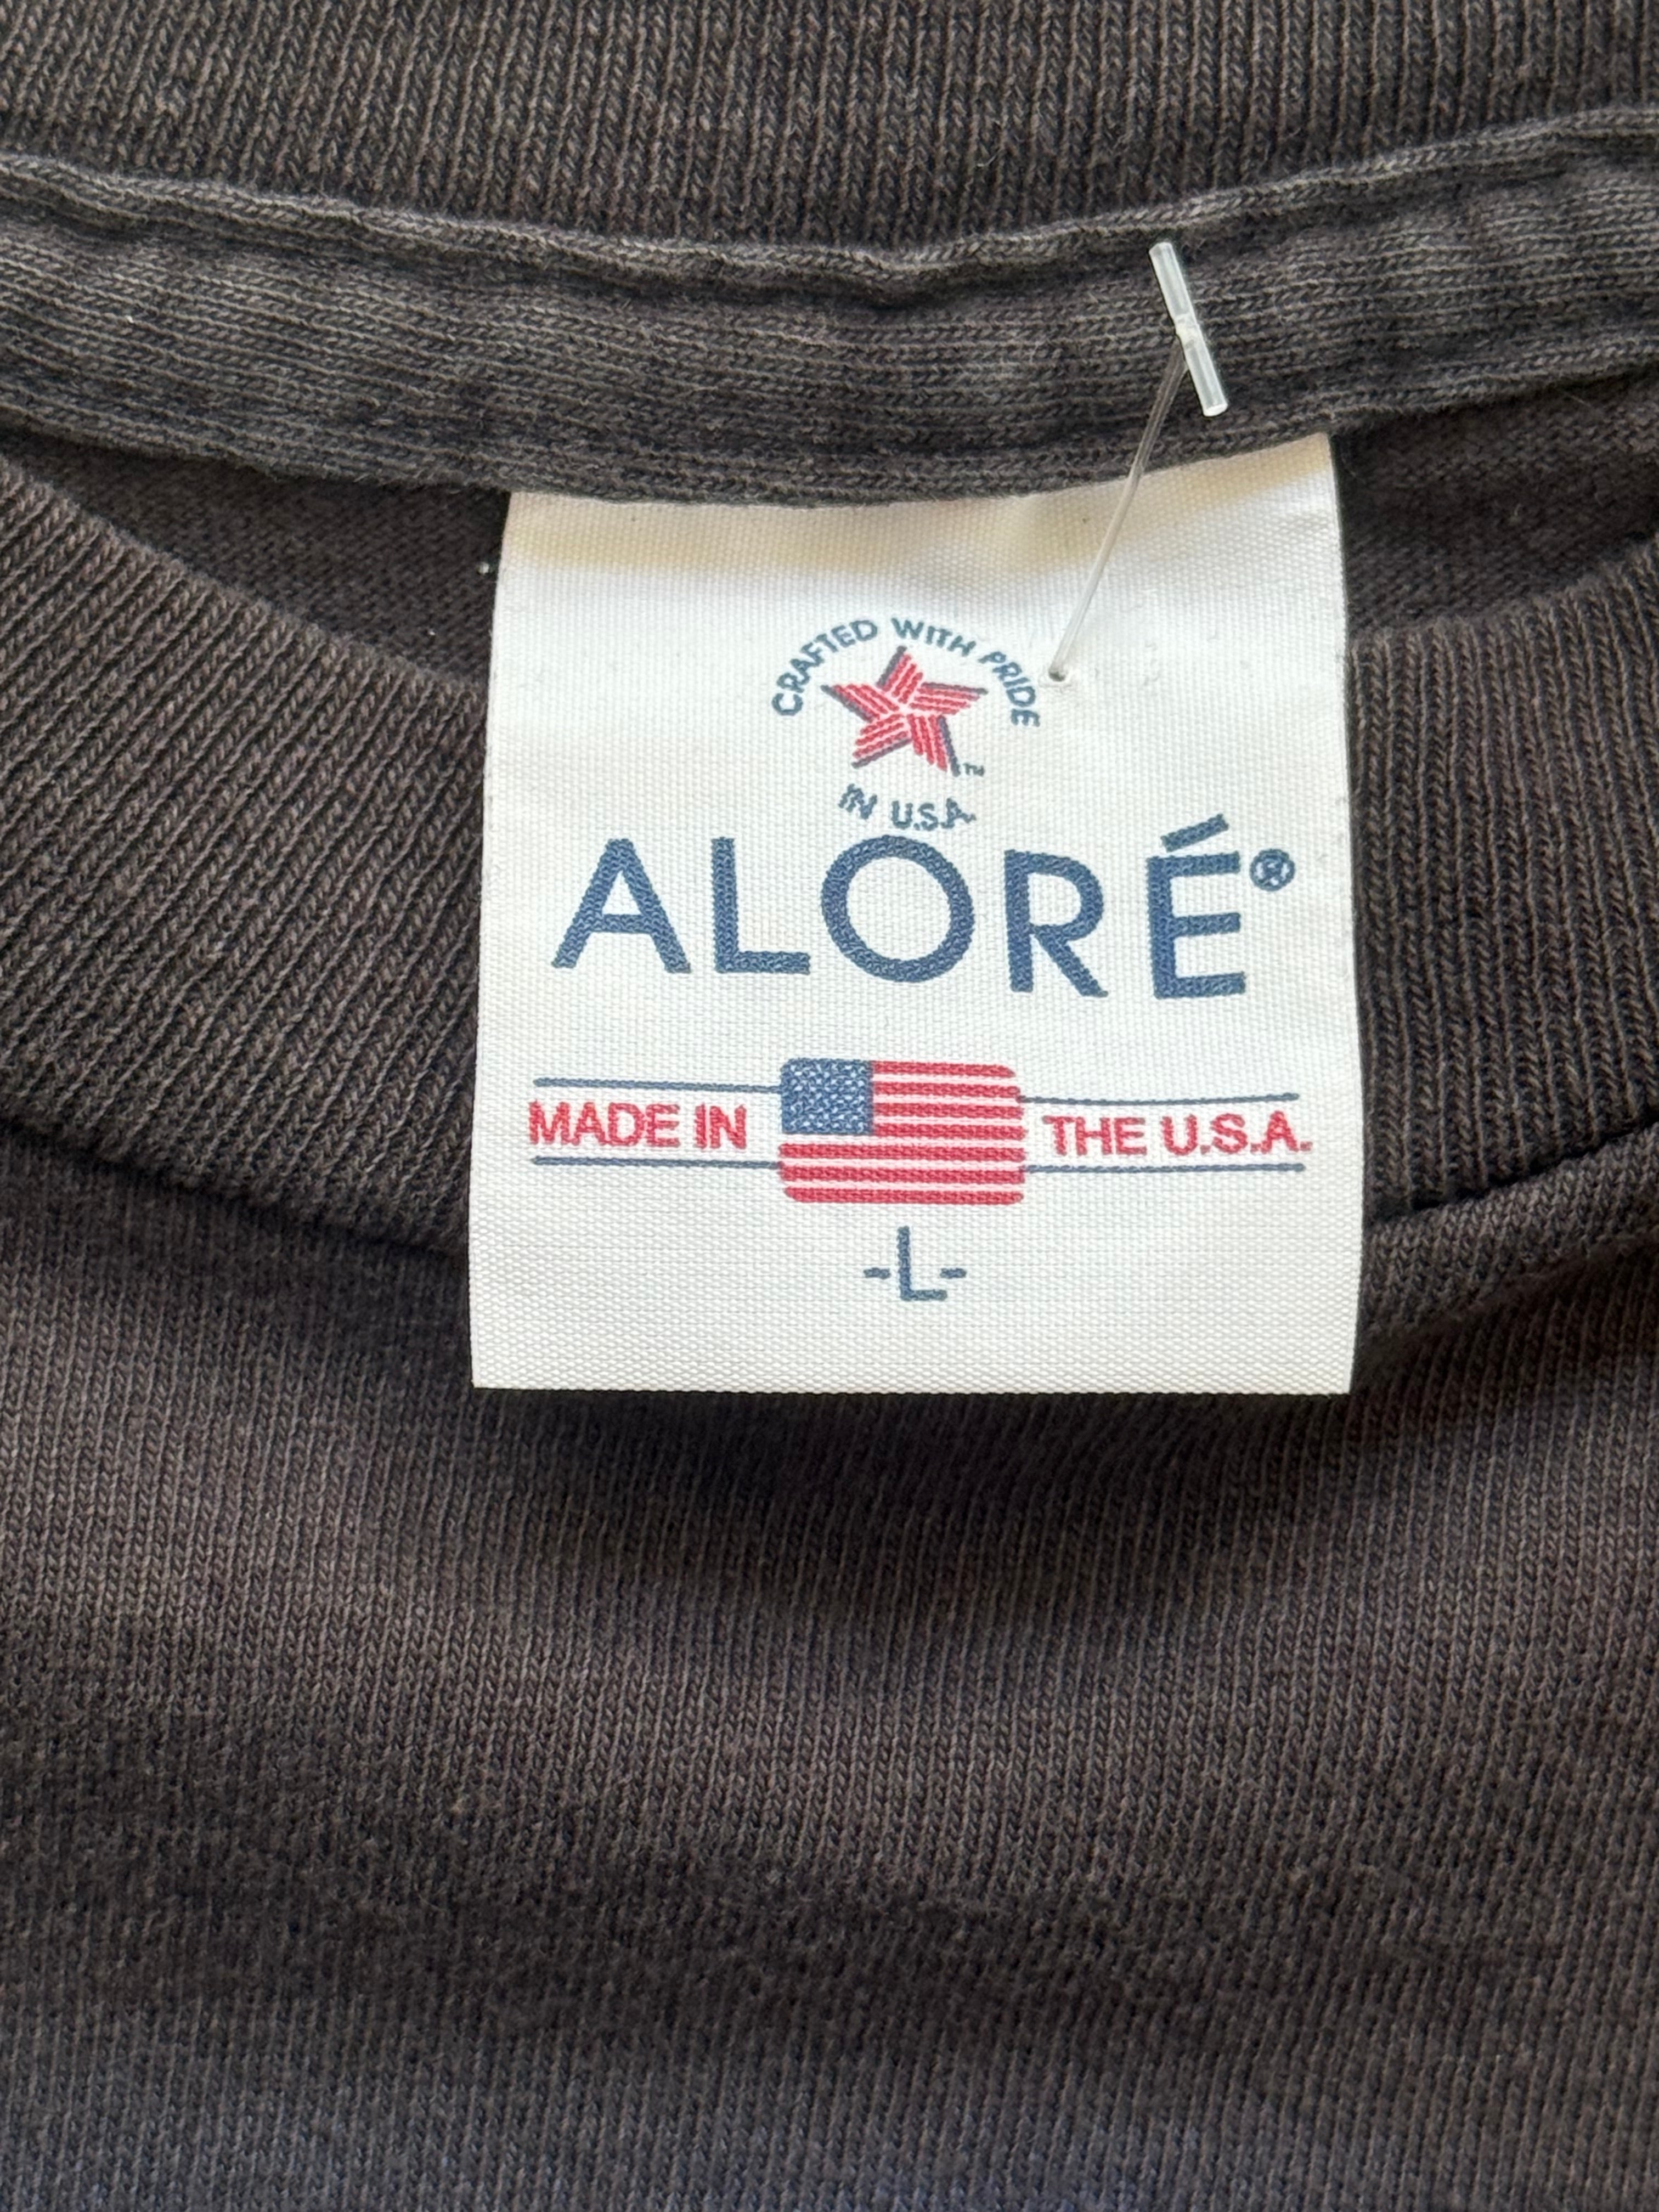 CRAFTED WITH PRIDE
™
IN U.S.A.
ALORÉ®
MADE IN THE U.S.A.
-L-